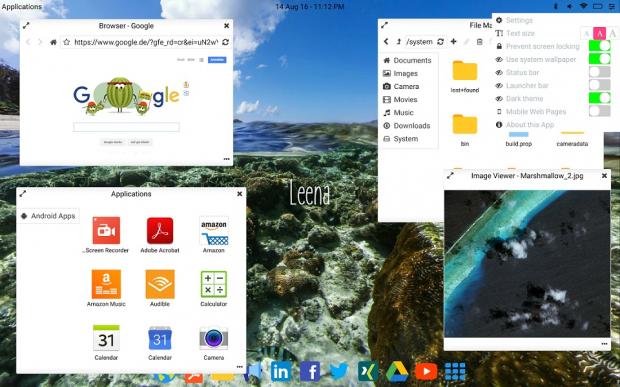 Applications
14 Aug 16 - 11:12 PM
Browser - Google
https://www.google.de/?gfe_rd=cr&ei=uN2wV
Google
File Ma
/system
Documents
Images
Camera
Movies
Music
Downloads
System
lost+found
bin
build.prop
cameradata
Settings
TT Text size
A A A
Prevent screen locking
Use system wallpaper
Status bar
Launcher bar
Dark theme
Mobile Web Pages
About this App
Leena
Applications
Android Apps
...Screen Recorder
Adobe Acrobat
amazon
Amazon
Amazon Music
Audible
Calculator
31
Calendar
31
Calendar
Camera
Image Viewer - Marshmallow_2.jpg
in
f